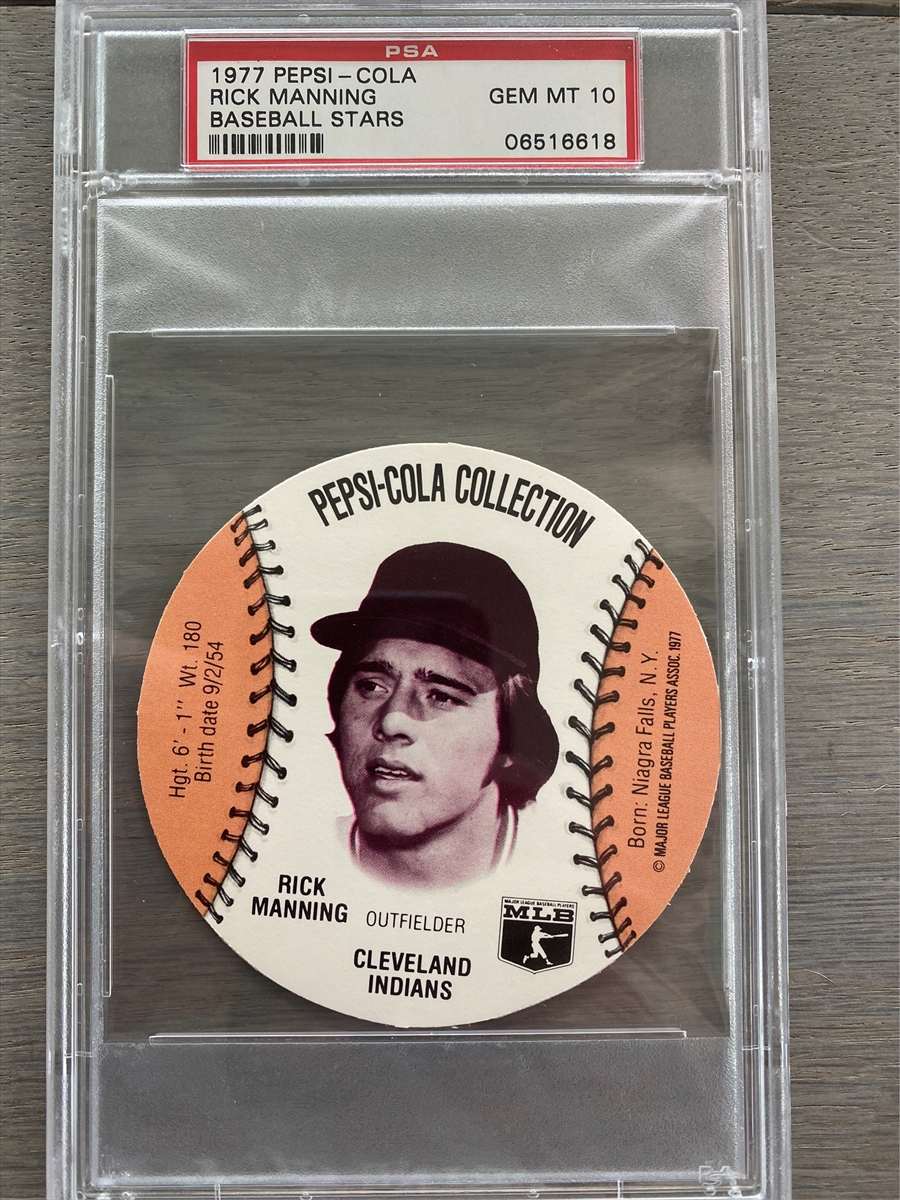 PSA
1977 PEPSI-COLA
RICK MANNING GEM MT 10
BASEBALL STARS
06516618
PEPSI-COLA COLLECTION
Hgt. 6' - 1" Wt. 180
Birth date 9/2/54
Born: Niagra Falls, N.Y.
© MAJOR LEAGUE BASEBALL PLAYERS ASSOC. 1977
RICK
MANNING OUTFIELDER
MAJOR LEAGUE BASEBALL PLAYERS
MLB
CLEVELAND
INDIANS
PSA